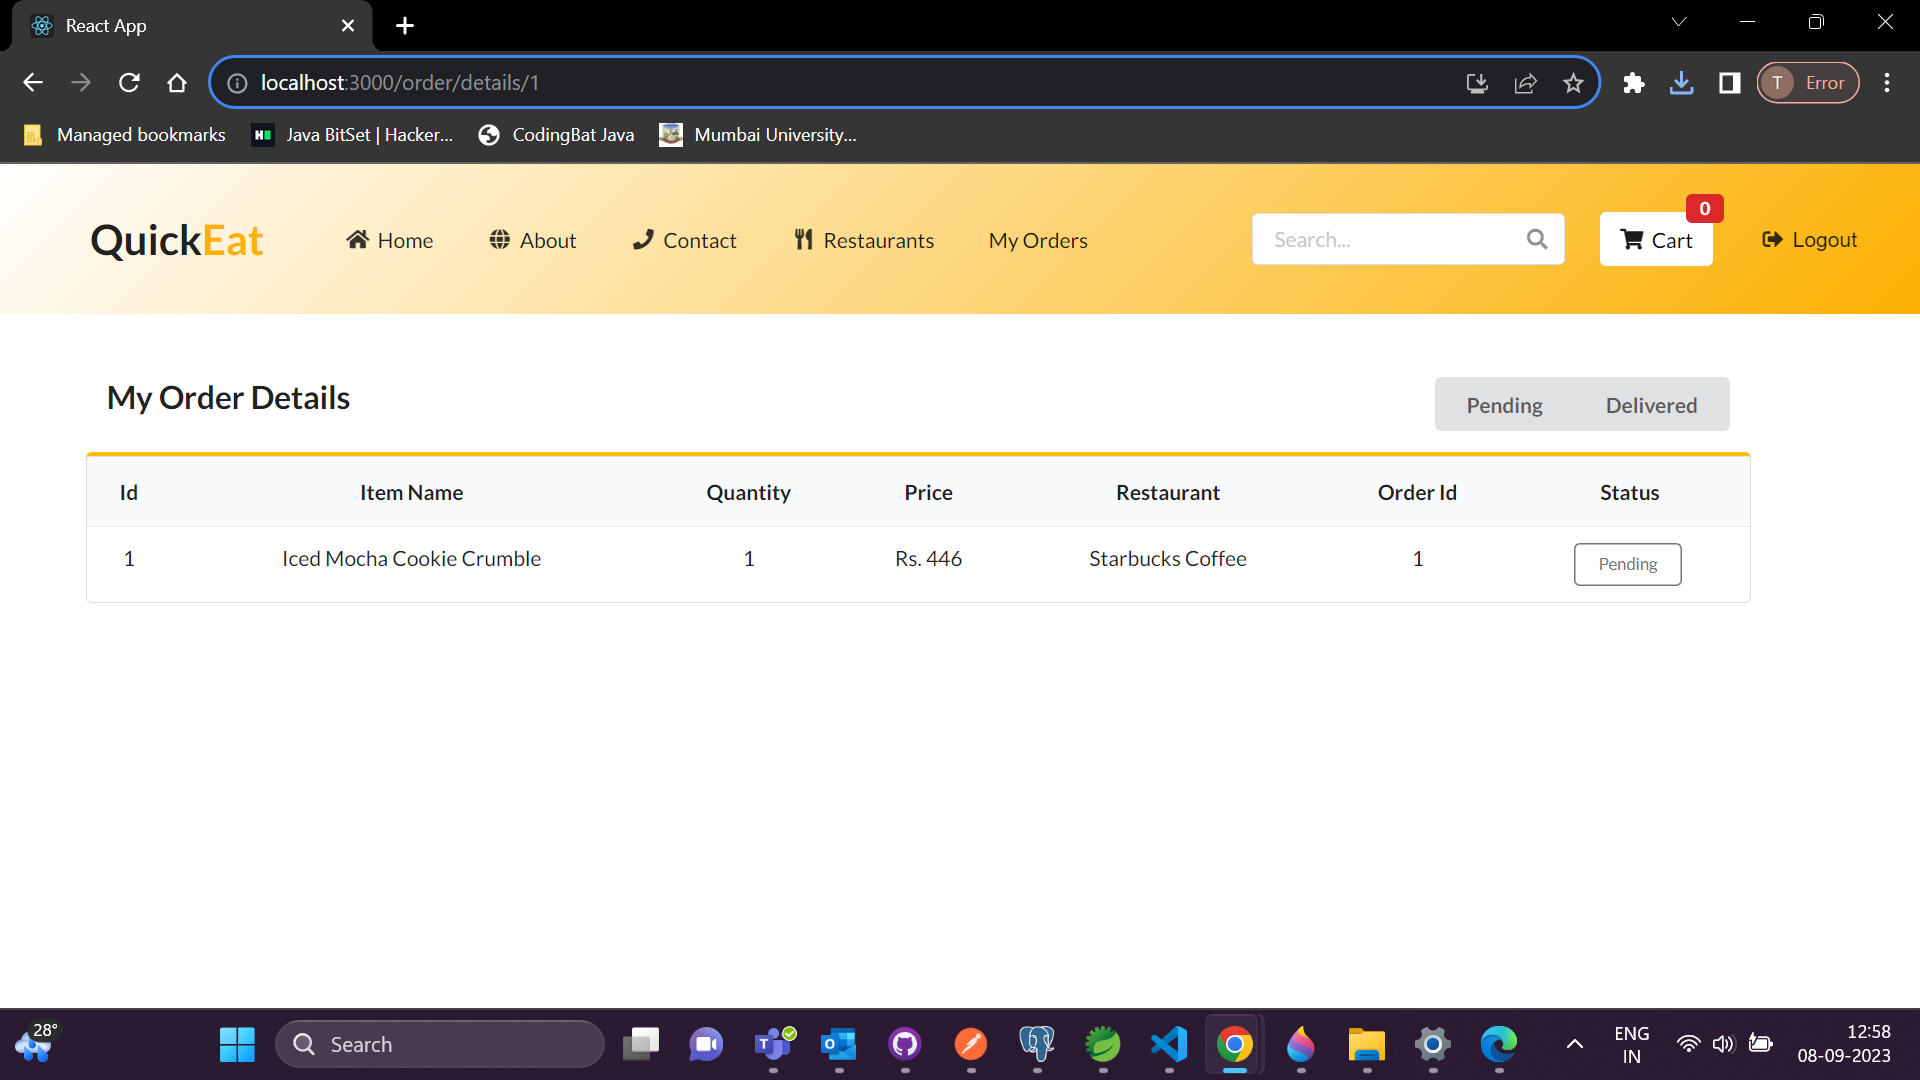 React App
localhost:3000/order/details/1
T Error
Managed bookmarks
Java BitSet | Hacker...
CodingBat Java
Mumbai University...
QuickEat
Home
About
Contact
Restaurants
My Orders
Search...
0
Cart
Logout
My Order Details
Pending
Delivered
Id Item Name Quantity Price Restaurant Order Id Status
1 Iced Mocha Cookie Crumble 1 Rs. 446 Starbucks Coffee 1 Pending
28°
Search
ENG
IN
12:58
08-09-2023